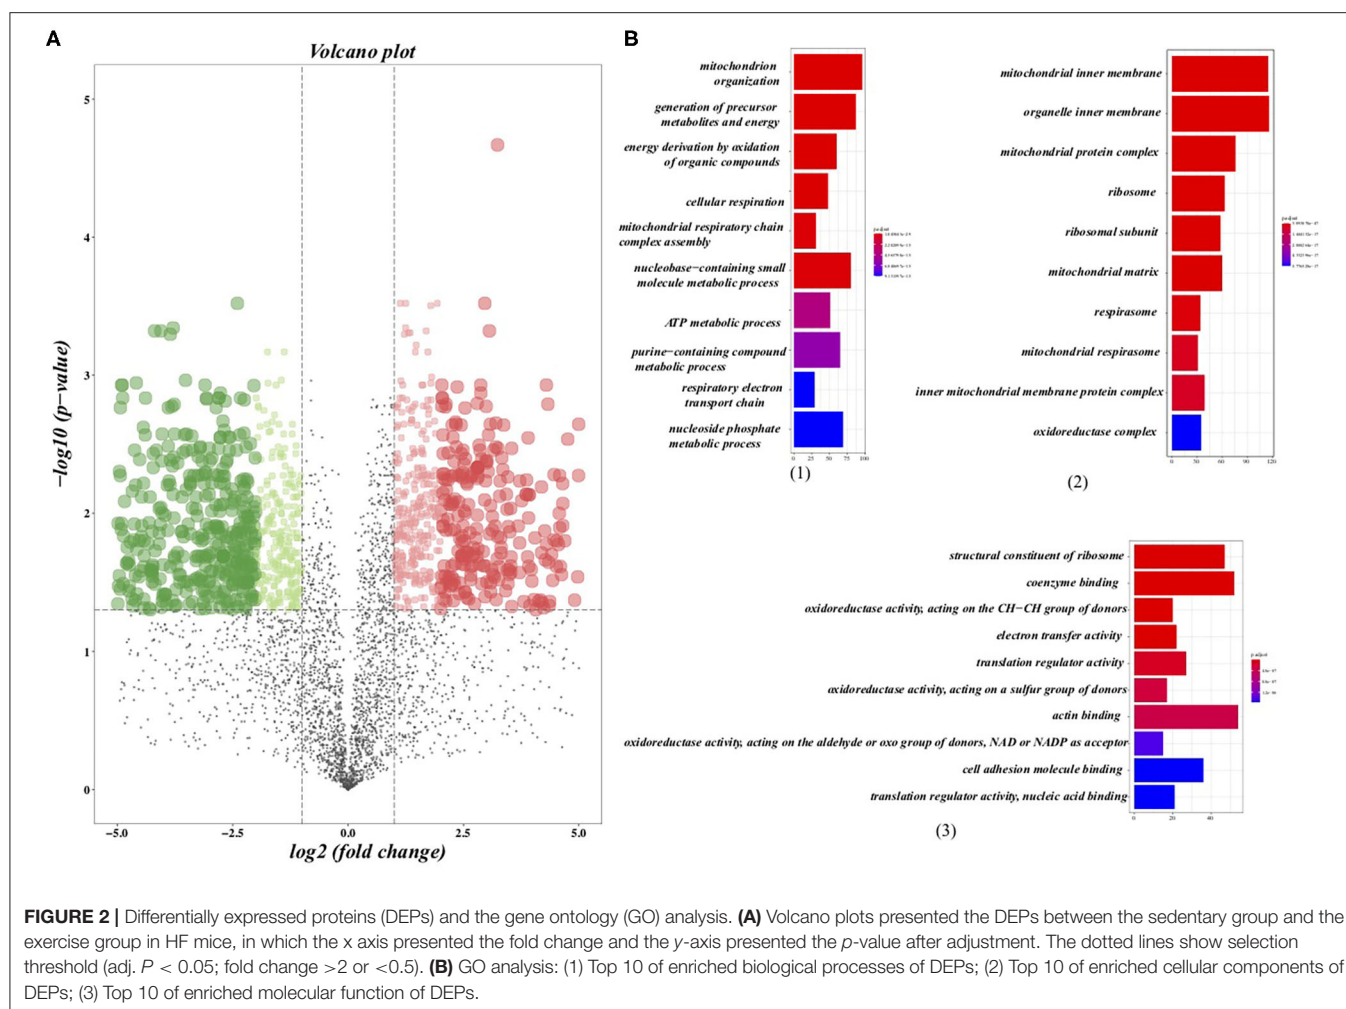 A
Volcano plot
−log10 (p−value)
5
4
3
2
1
0
−5.0
−2.5
0.0
2.5
5.0
log2 (fold change)
B
mitochondrion
organization
generation of precursor
metabolites and energy
energy derivation by oxidation
of organic compounds
cellular respiration
mitochondrial respiratory chain
complex assembly
nucleobase−containing small
molecule metabolic process
ATP metabolic process
purine−containing compound
metabolic process
respiratory electron
transport chain
nucleoside phosphate
metabolic process
0 25 50 75 100
p.adjust
(1)
mitochondrial inner membrane
organelle inner membrane
mitochondrial protein complex
ribosome
ribosomal subunit
mitochondrial matrix
respirasome
mitochondrial respirasome
inner mitochondrial membrane protein complex
oxidoreductase complex
0 30 60 90 120
p.adjust
(2)
structural constituent of ribosome
coenzyme binding
oxidoreductase activity, acting on the CH−CH group of donors
electron transfer activity
translation regulator activity
oxidoreductase activity, acting on a sulfur group of donors
actin binding
oxidoreductase activity, acting on the aldehyde or oxo group of donors, NAD or NADP as acceptor
cell adhesion molecule binding
translation regulator activity, nucleic acid binding
0 20 40
p.adjust
(3)
FIGURE 2 | Differentially expressed proteins (DEPs) and the gene ontology (GO) analysis. (A) Volcano plots presented the DEPs between the sedentary group and the
exercise group in HF mice, in which the x axis presented the fold change and the y-axis presented the p-value after adjustment. The dotted lines show selection
threshold (adj. P < 0.05; fold change >2 or <0.5). (B) GO analysis: (1) Top 10 of enriched biological processes of DEPs; (2) Top 10 of enriched cellular components of
DEPs; (3) Top 10 of enriched molecular function of DEPs.